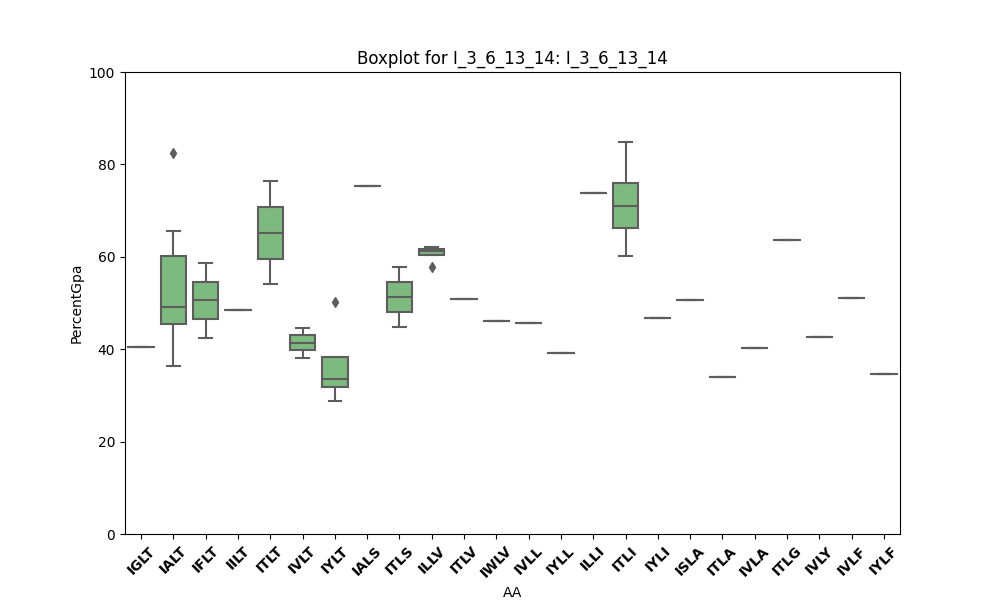 Boxplot for I_3_6_13_14: I_3_6_13_14
100
80
60
40
20
0
PercentGpa
IGLT
IALT
IFLT
IILT
ITLT
IVLT
IYLT
IALS
ITLS
ILLV
ITLV
IWLV
IVLL
IYLL
ILLI
ITLI
IYLI
ISLA
ITLA
IVLA
ITLG
IVLY
IVLF
IYLF
AA